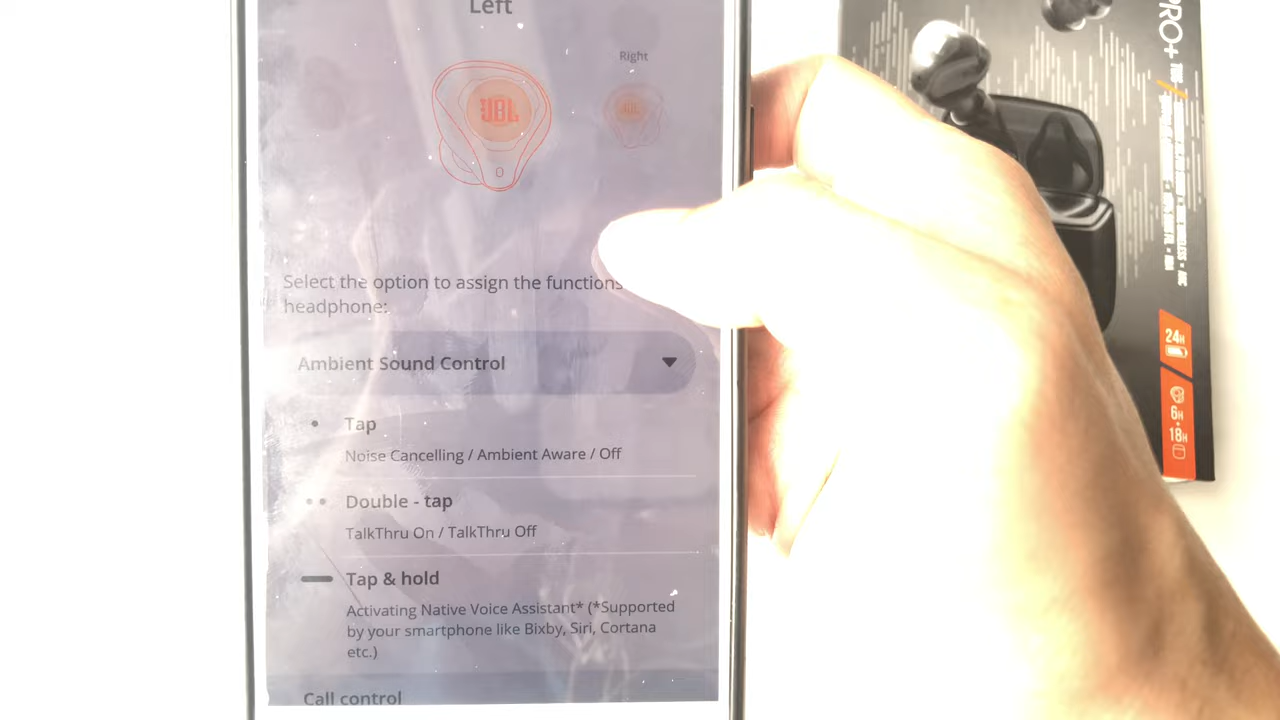 Left
Right
JBL
JBL
Select the option to assign the functions
headphone:
Ambient Sound Control
Tap
Noise Cancelling / Ambient Aware / Off
Double - tap
TalkThru On / TalkThru Off
Tap & hold
Activating Native Voice Assistant* (*Supported
by your smartphone like Bixby, Siri, Cortana
etc.)
Call control
PRO+
24H
6H
+
18H